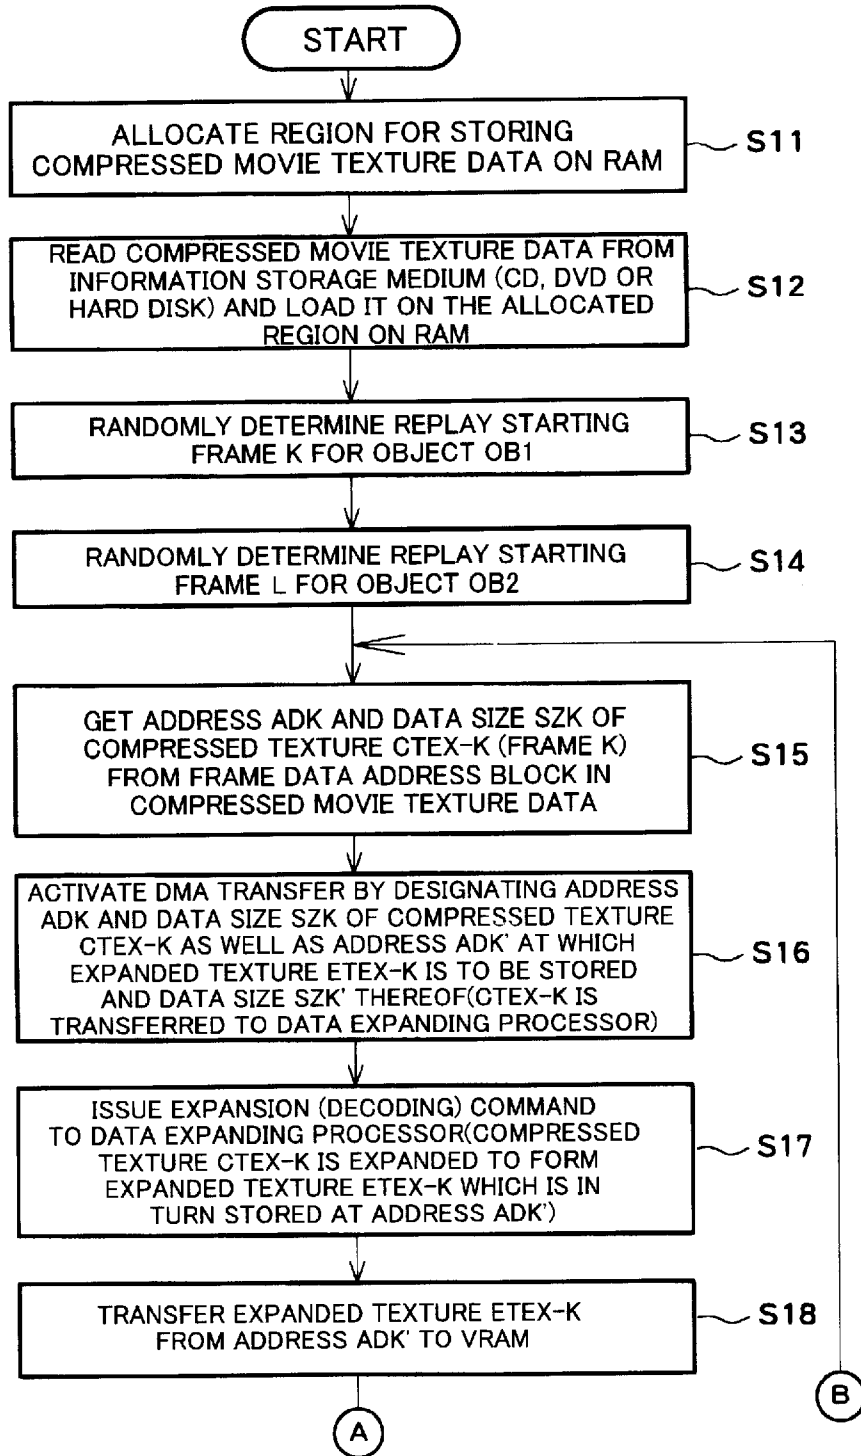 START
ALLOCATE REGION FOR STORING
COMPRESSED MOVIE TEXTURE DATA ON RAM
S11
READ COMPRESSED MOVIE TEXTURE DATA FROM
INFORMATION STORAGE MEDIUM (CD, DVD OR
HARD DISK) AND LOAD IT ON THE ALLOCATED
REGION ON RAM
S12
RANDOMLY DETERMINE REPLAY STARTING
FRAME K FOR OBJECT OB1
S13
RANDOMLY DETERMINE REPLAY STARTING
FRAME L FOR OBJECT OB2
S14
GET ADDRESS ADK AND DATA SIZE SZK OF
COMPRESSED TEXTURE CTEX-K (FRAME K)
FROM FRAME DATA ADDRESS BLOCK IN
COMPRESSED MOVIE TEXTURE DATA
S15
ACTIVATE DMA TRANSFER BY DESIGNATING ADDRESS
ADK AND DATA SIZE SZK OF COMPRESSED TEXTURE
CTEX-K AS WELL AS ADDRESS ADK' AT WHICH
EXPANDED TEXTURE ETEX-K IS TO BE STORED
AND DATA SIZE SZK' THEREOF(CTEX-K IS
TRANSFERRED TO DATA EXPANDING PROCESSOR)
S16
ISSUE EXPANSION (DECODING) COMMAND
TO DATA EXPANDING PROCESSOR(COMPRESSED
TEXTURE CTEX-K IS EXPANDED TO FORM
EXPANDED TEXTURE ETEX-K WHICH IS IN
TURN STORED AT ADDRESS ADK')
S17
TRANSFER EXPANDED TEXTURE ETEX-K
FROM ADDRESS ADK' TO VRAM
S18
B
A